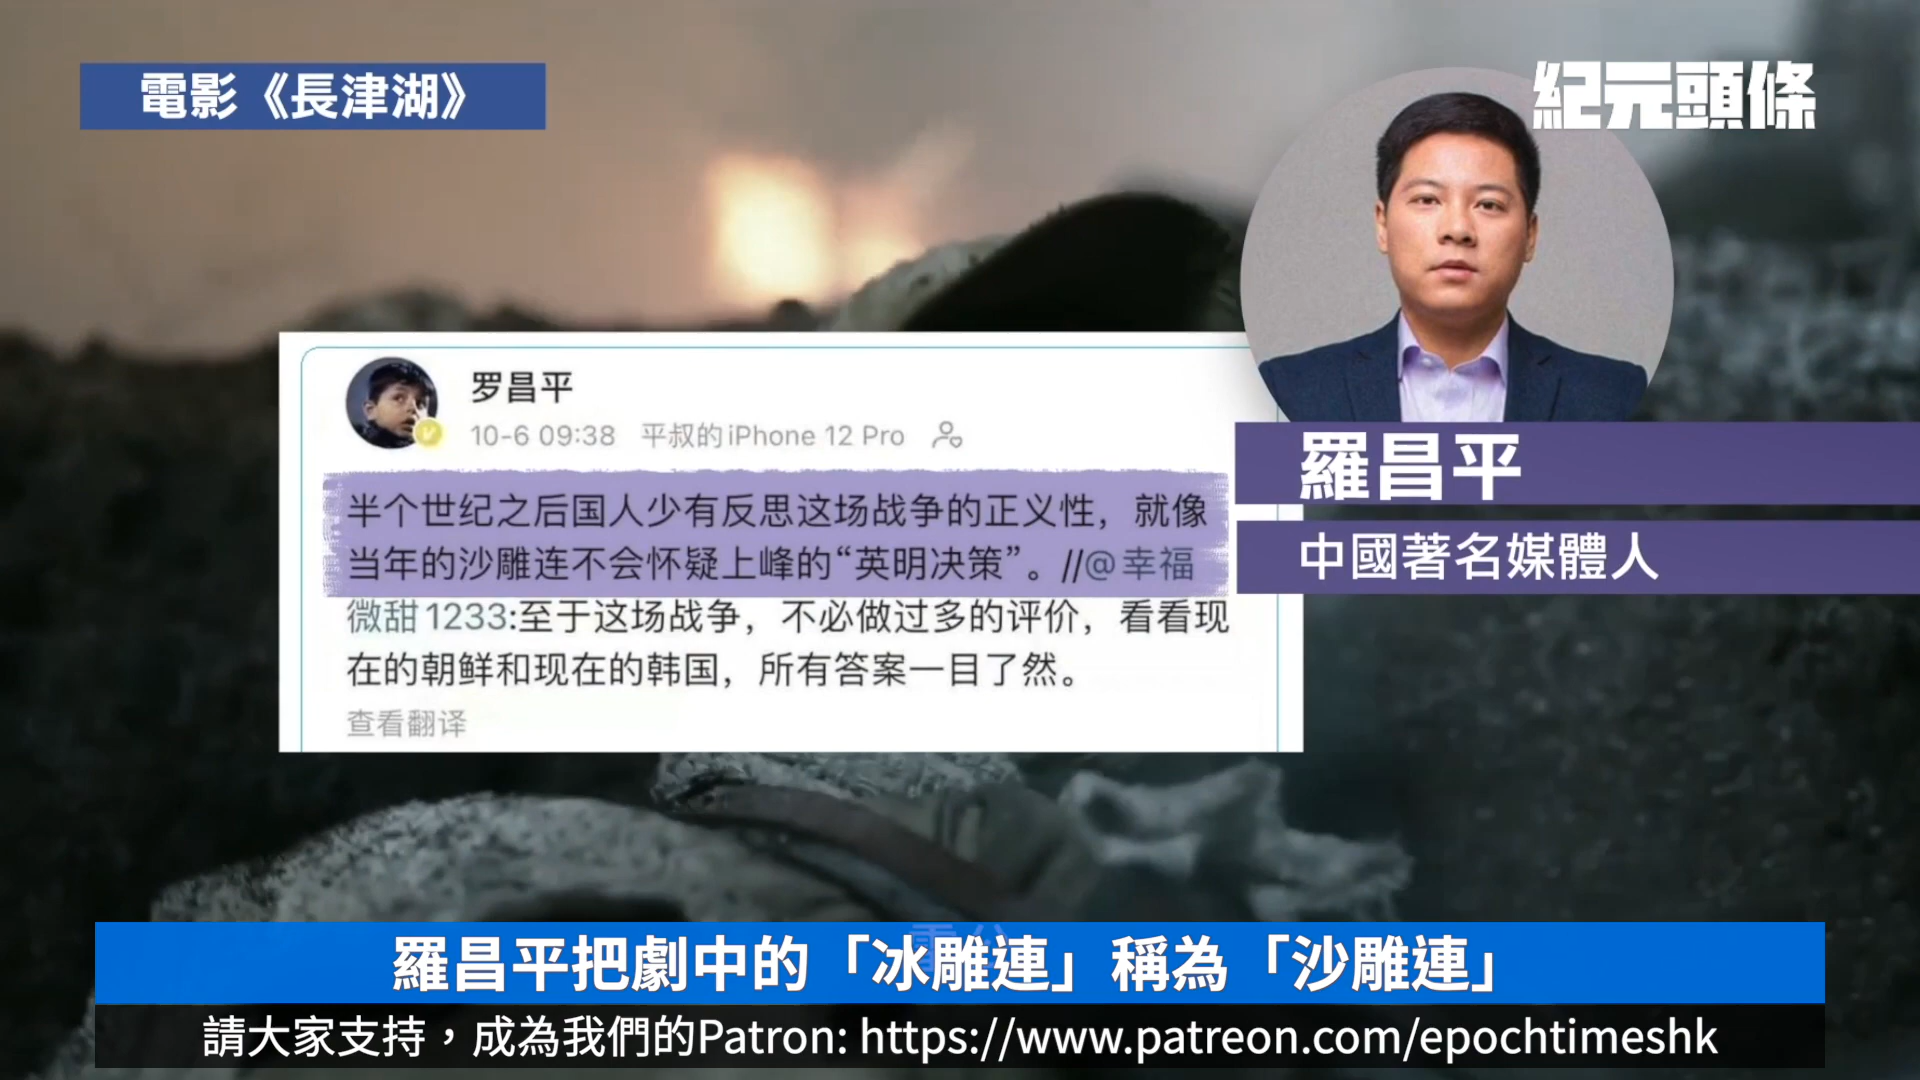 電影《長津湖》
紀元頭條
罗昌平
10-6 09:38 平叔的iPhone 12 Pro
半个世纪之后国人少有反思这场战争的正义性，就像
当年的沙雕连不会怀疑上峰的“英明决策”。//@幸福
微甜1233:至于这场战争，不必做过多的评价，看看现
在的朝鲜和现在的韩国，所有答案一目了然。
查看翻译
羅昌平
中國著名媒體人
羅昌平把劇中的「冰雕連」稱為「沙雕連」
請大家支持，成為我們的Patron: https://www.patreon.com/epochtimeshk